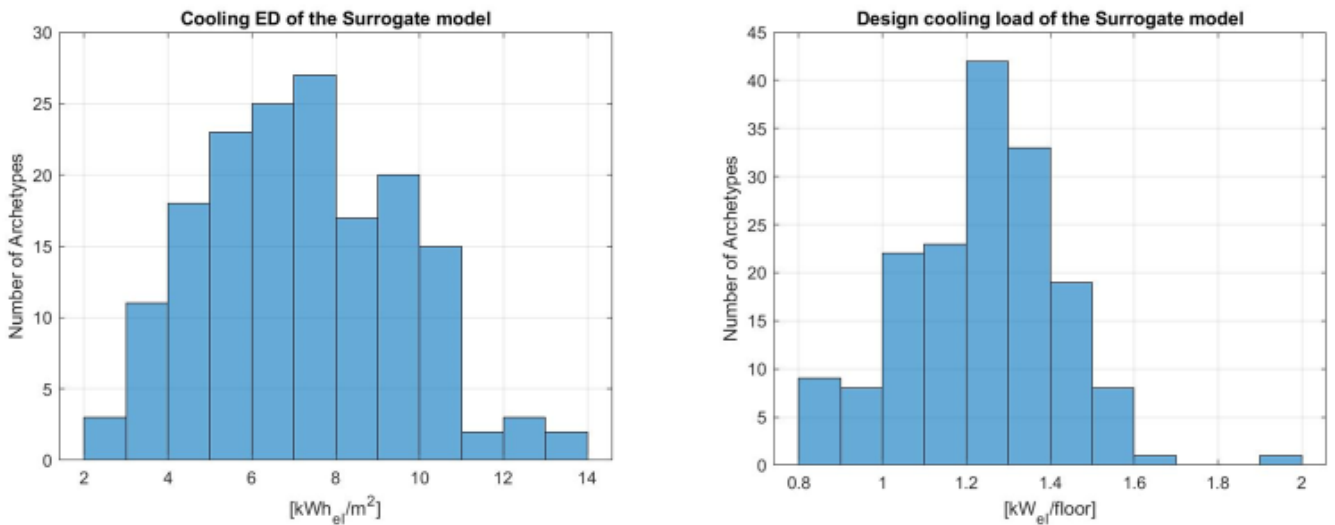 Cooling ED of the Surrogate model
30
25
20
15
10
5
0
Number of Archetypes
2 4 6 8 10 12 14
[kWh_el/m²]
Design cooling load of the Surrogate model
45
40
35
30
25
20
15
10
5
0
Number of Archetypes
0.8 1 1.2 1.4 1.6 1.8 2
[kW_el/floor]